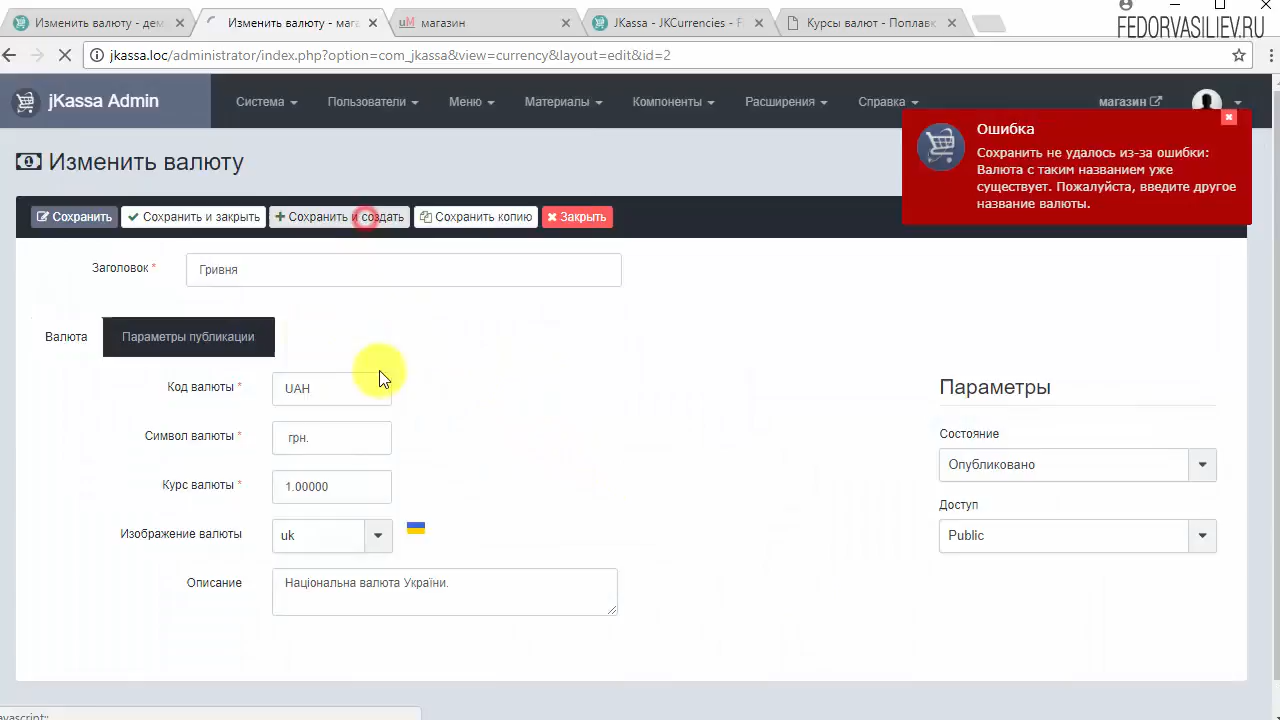 Изменить валюту - дем
Изменить валюту - мага
uM магазин
JKassa - JKCurrencies - F
Курсы валют - Поплавк
FEDORVASILIEV.RU
jkassa.loc/administrator/index.php?option=com_jkassa&view=currency&layout=edit&id=2
jKassa Admin
Система
Пользователи
Меню
Материалы
Компоненты
Расширения
Справка
магазин
Ошибка
Сохранить не удалось из-за ошибки:
Валюта с таким названием уже
существует. Пожалуйста, введите другое
название валюты.
Изменить валюту
Сохранить
Сохранить и закрыть
Сохранить и создать
Сохранить копию
Закрыть
Заголовок *
Гривня
Валюта
Параметры публикации
Код валюты *
UAH
Символ валюты *
грн.
Курс валюты *
1.00000
Изображение валюты
uk
Описание
Національна валюта України.
Параметры
Состояние
Опубликовано
Доступ
Public
avascript: